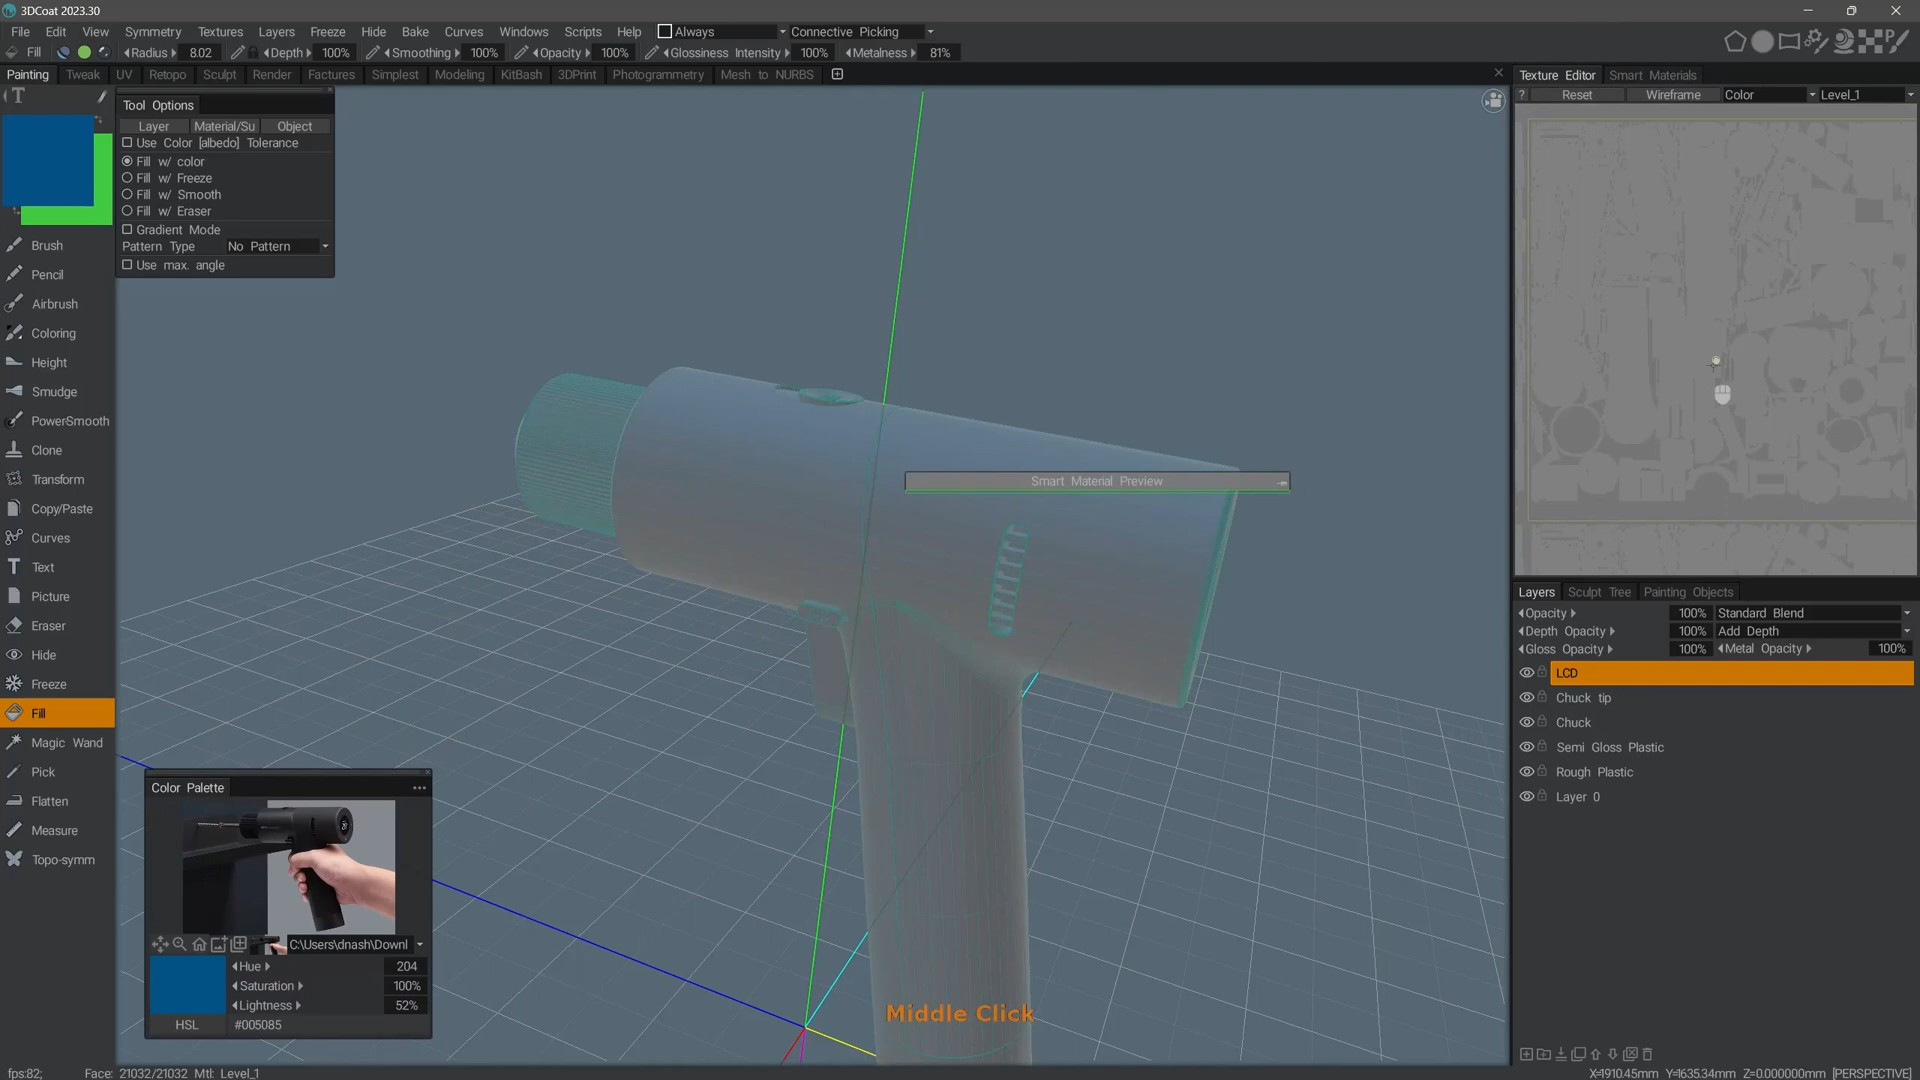 3DCoat 2023.30
File Edit View Symmetry Textures Layers Freeze Hide Bake Curves Windows Scripts Help Always Connective Picking
Fill Radius 8.02 Depth 100% Smoothing 100% Opacity 100% Glossiness Intensity 100% Metalness 81%
Painting Tweak UV Retopo Sculpt Render Factures Simplest Modeling KitBash 3DPrint Photogrammetry Mesh to NURBS
Texture Editor Smart Materials
? Reset Wireframe Color Level_1
Tool Options
Layer Material/Su Object
Use Color [albedo] Tolerance
Fill w/ color
Fill w/ Freeze
Fill w/ Smooth
Fill w/ Eraser
Gradient Mode
Pattern Type No Pattern
Use max. angle
Brush
Pencil
Airbrush
Coloring
Height
Smudge
PowerSmooth
Clone
Transform
Copy/Paste
Curves
Text
Picture
Eraser
Hide
Freeze
Fill
Magic Wand
Pick
Flatten
Measure
Topo-symm
Smart Material Preview
Color Palette
C:\Users\dnash\Downl
Hue 204
Saturation 100%
Lightness 52%
HSL #005085
Middle Click
Layers Sculpt Tree Painting Objects
Opacity 100% Standard Blend
Depth Opacity 100% Add Depth
Gloss Opacity 100% Metal Opacity 100%
LCD
Chuck tip
Chuck
Semi Gloss Plastic
Rough Plastic
Layer 0
fps:82; Face: 21032/21032 Mtl: Level_1
X=1910.45mm Y=1635.34mm Z=0.000000mm [PERSPECTIVE]